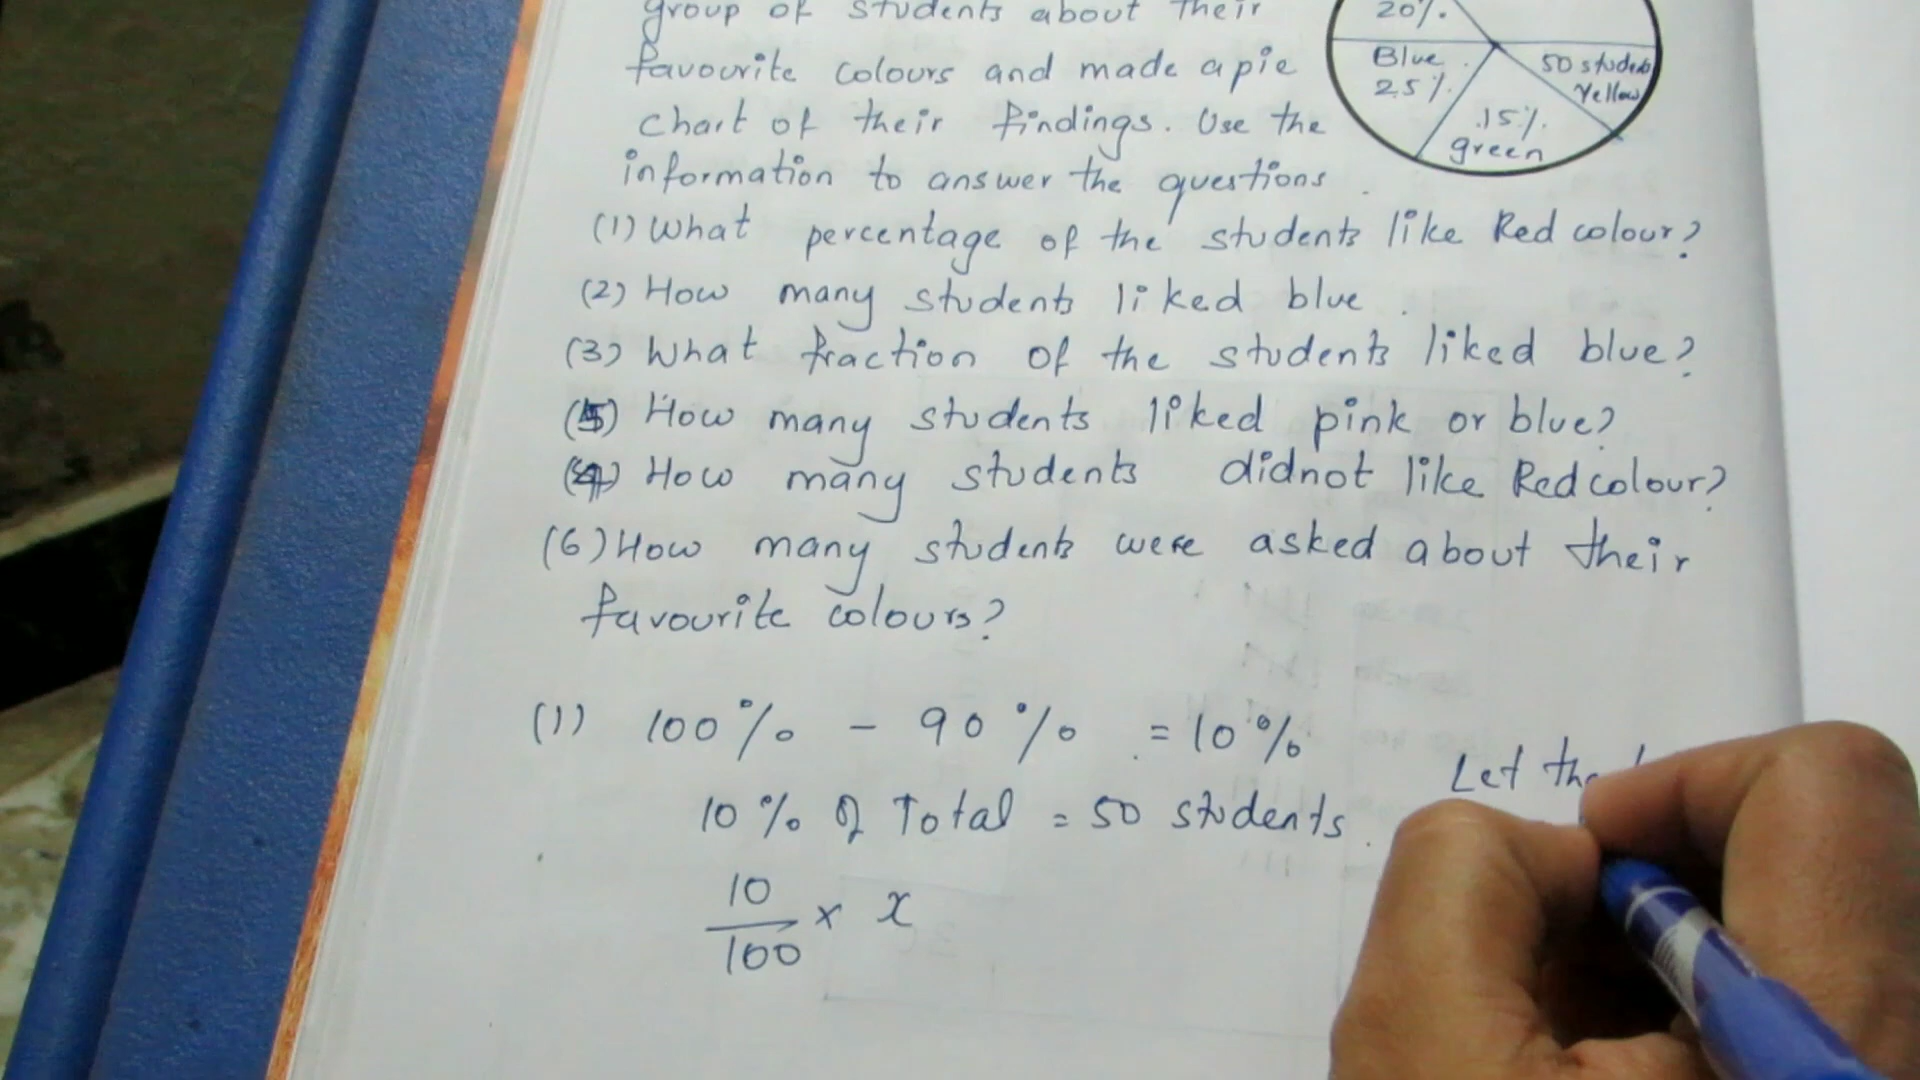 group of students about their
favourite colours and made a pie
chart of their findings. Use the
information to answer the questions.
20%.
Blue
25%.
50 students
Yellow
15%.
green
(1) What percentage of the students like Red colour?
(2) How many students liked blue.
(3) What fraction of the students liked blue?
(5) How many students liked pink or blue?
(4) How many students didnot like Red colour?
(6) How many students were asked about their
favourite colours?
(1) 100% - 90% = 10%
Let the
10% of Total = 50 students.
10/100 × x